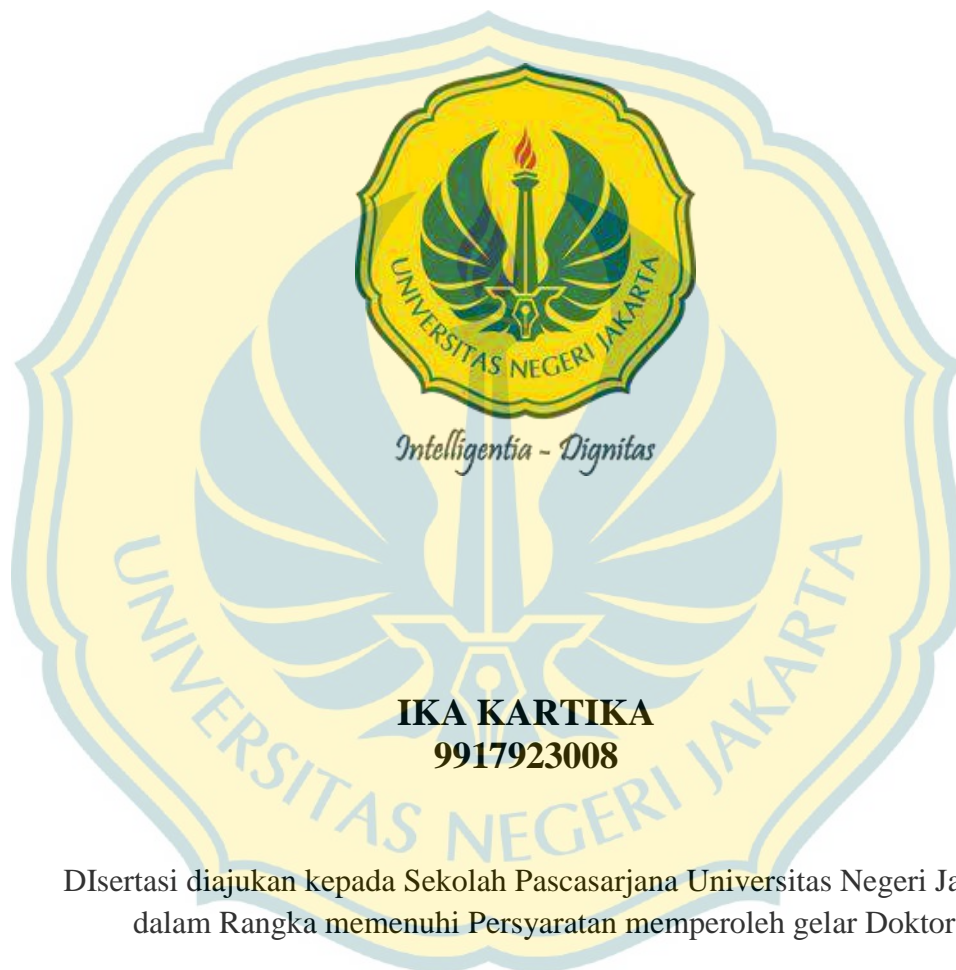 UNIVERSITAS NEGERI JAKARTA
Intelligentia - Dignitas
UNIVERSITAS NEGERI JAKARTA
IKA KARTIKA
9917923008
DIsertasi diajukan kepada Sekolah Pascasarjana Universitas Negeri Ja
dalam Rangka memenuhi Persyaratan memperoleh gelar Doktor